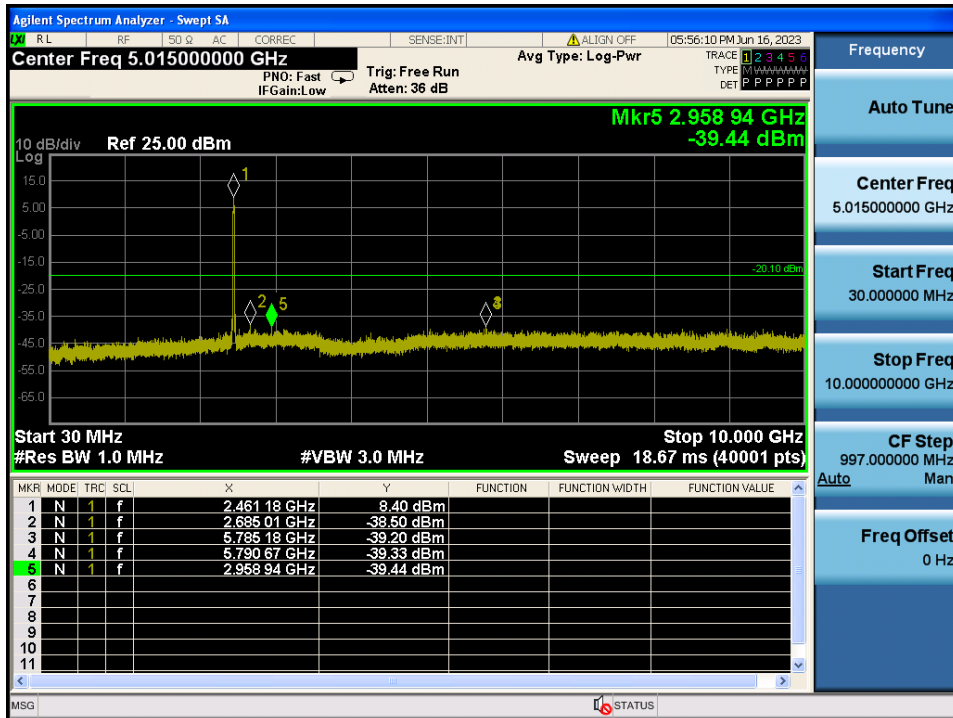 Agilent Spectrum Analyzer - Swept SA
LXI RL RF 50 Ω AC CORREC SENSE:INT ALIGN OFF 05:56:10 PM Jun 16, 2023
Center Freq 5.015000000 GHz
PNO: Fast
IFGain:Low
Trig: Free Run
Atten: 36 dB
Avg Type: Log-Pwr
TRACE 1 2 3 4 5 6
TYPE M WWWWW
DET P P P P P P
Mkr5 2.958 94 GHz
-39.44 dBm
10 dB/div Ref 25.00 dBm
Log
15.0
5.00
-5.00
-15.0
-25.0
-35.0
-45.0
-55.0
-65.0
-20.10 dBm
1
2
5
Start 30 MHz Stop 10.000 GHz
#Res BW 1.0 MHz #VBW 3.0 MHz Sweep 18.67 ms (40001 pts)
MKR MODE TRC SCL X Y FUNCTION FUNCTION WIDTH FUNCTION VALUE
1 N 1 f 2.461 18 GHz 8.40 dBm
2 N 1 f 2.685 01 GHz -38.50 dBm
3 N 1 f 5.785 18 GHz -39.20 dBm
4 N 1 f 5.790 67 GHz -39.33 dBm
5 N 1 f 2.958 94 GHz -39.44 dBm
6
7
8
9
10
11
MSG STATUS
Frequency
Auto Tune
Center Freq
5.015000000 GHz
Start Freq
30.000000 MHz
Stop Freq
10.000000000 GHz
CF Step
997.000000 MHz
Auto Man
Freq Offset
0 Hz